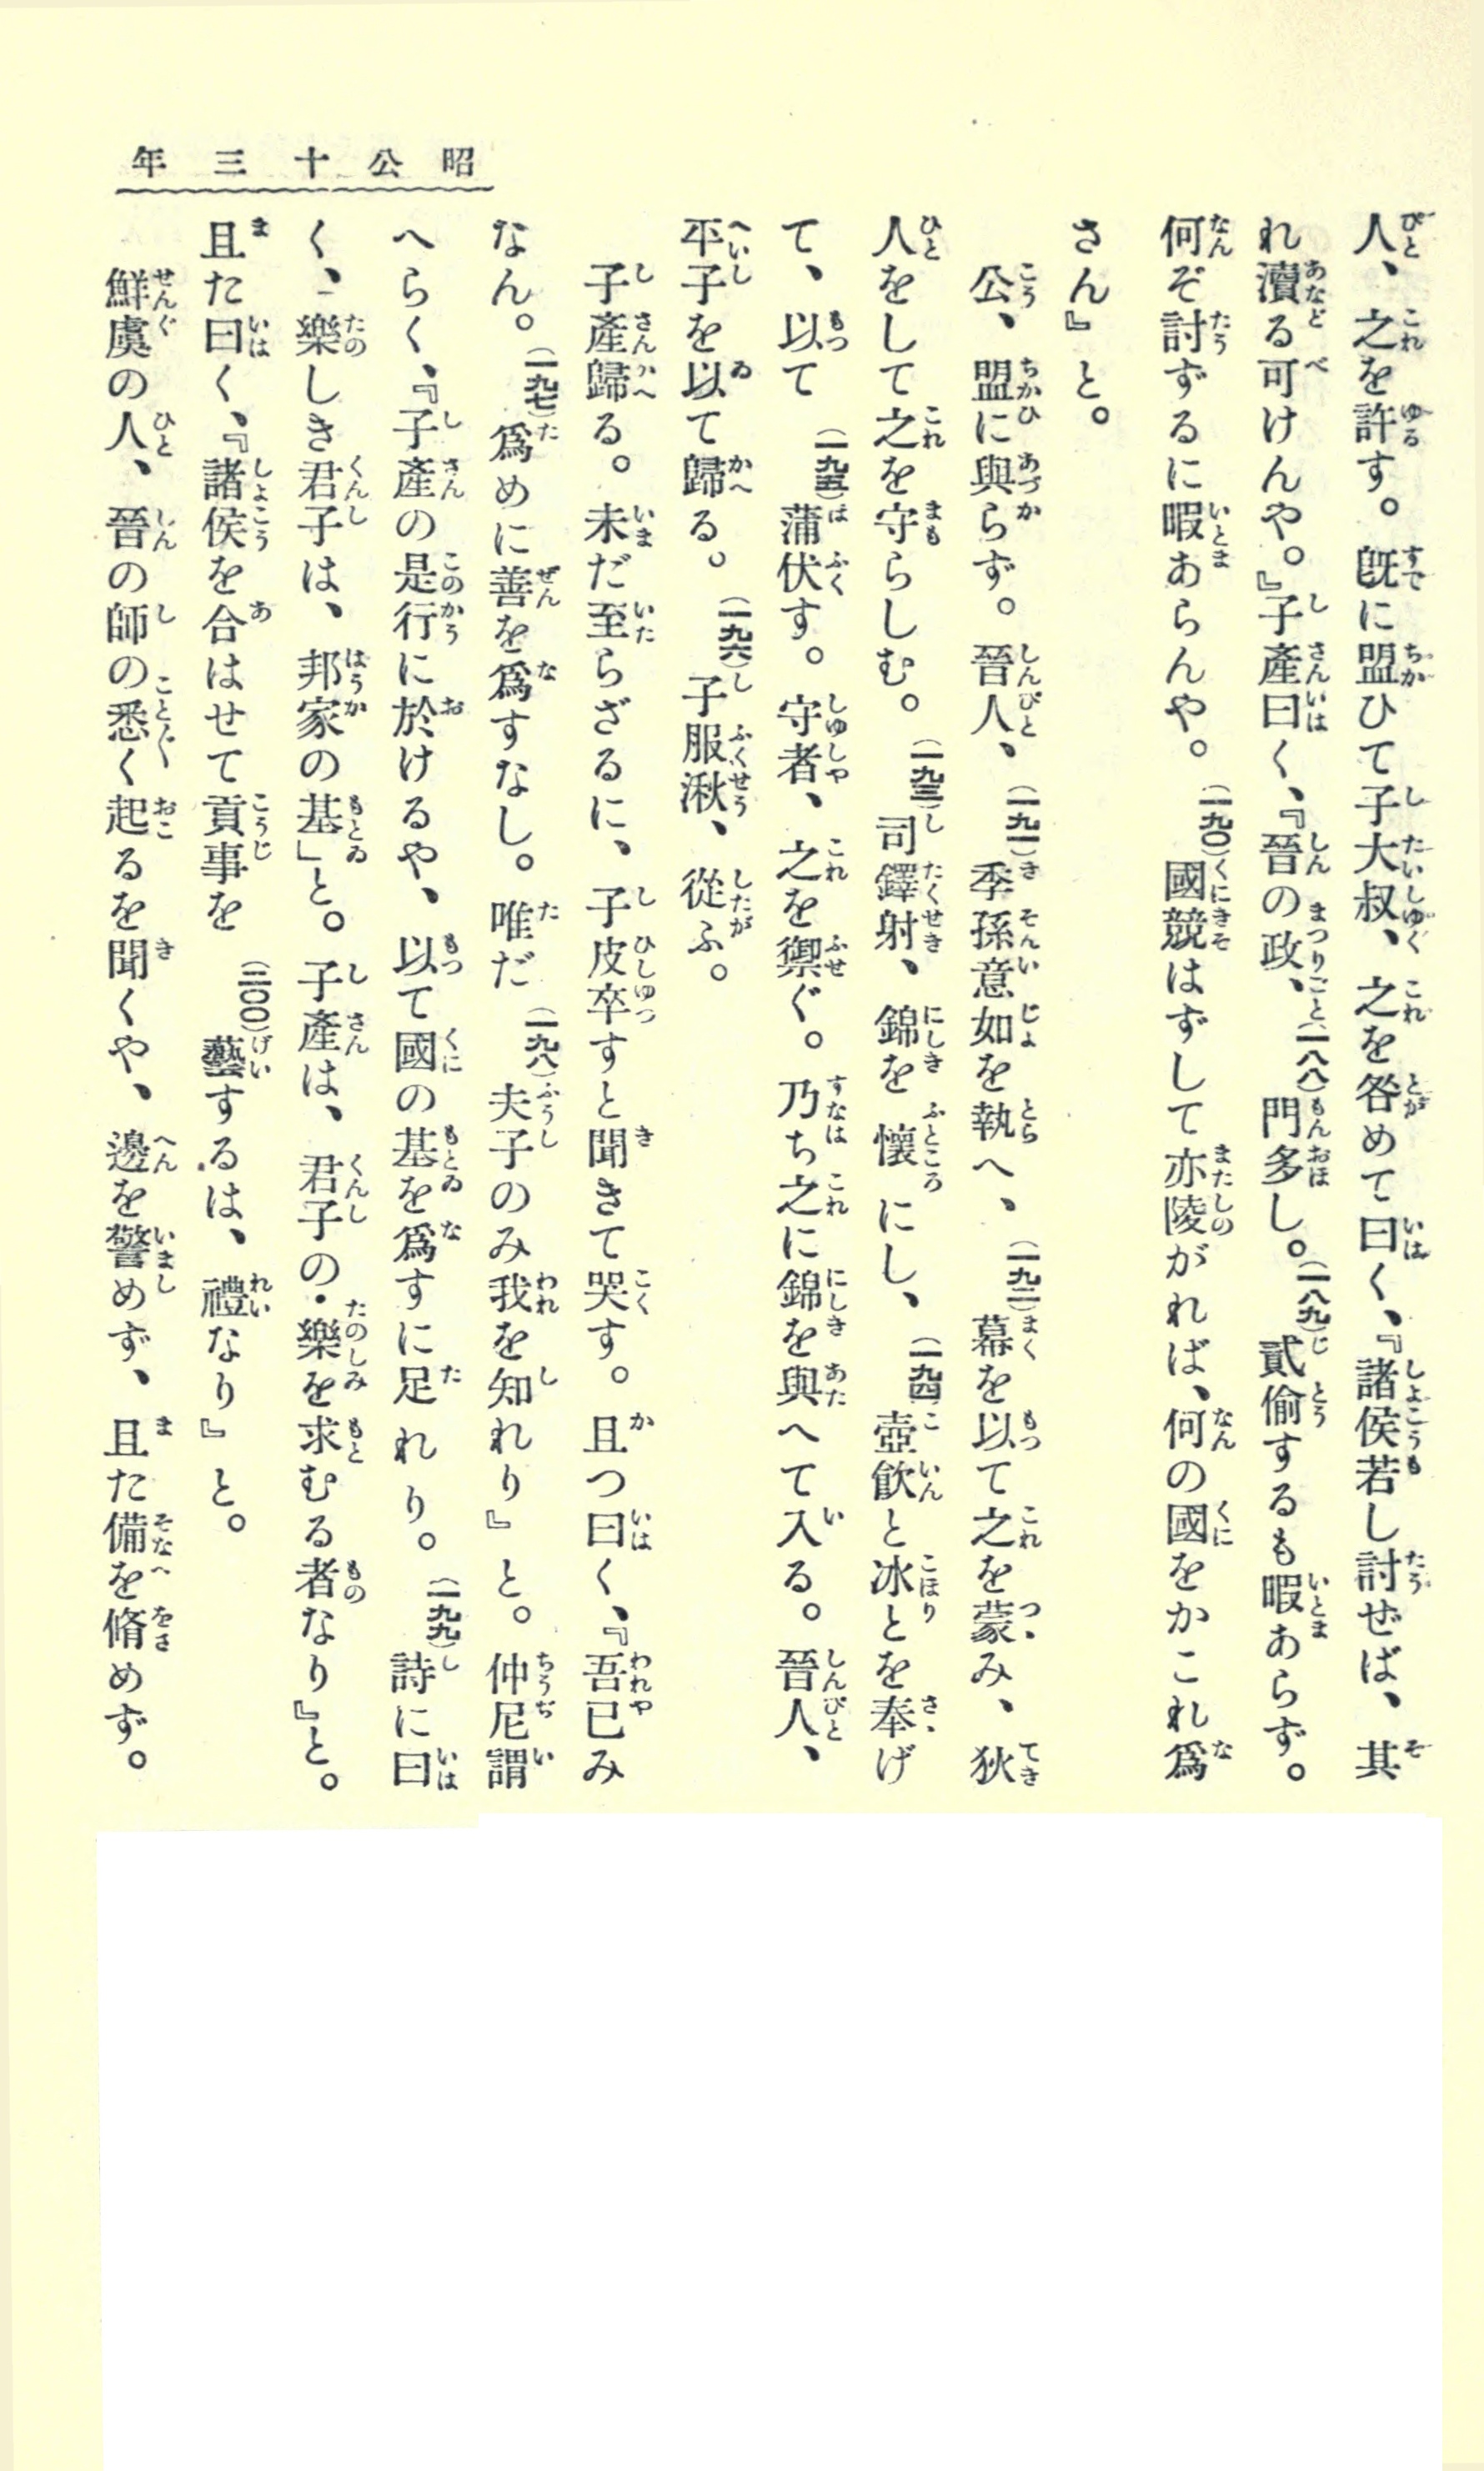 昭公十三年
人、之を許す。既に盟ひて子大叔、之を咎めて曰く、『諸侯若し討ぜば、其
れ瀆る可けんや。』子產曰く、『晉の政、(一八八)門多し。(一八九)貳偷するも暇あらず。
何ぞ討ずるに暇あらんや。(一九〇)國競はずして亦陵がれば、何の國をかこれ爲
さん』と。
公、盟に與らず。晉人、(一九一)季孫意如を執へ、(一九二)幕を以て之を蒙み、狄
人をして之を守らしむ。(一九三)司鐸射、錦を懷にし、(一九四)壺飮と冰とを奉げ
て、以て(一九五)蒲伏す。守者、之を禦ぐ。乃ち之に錦を與へて入る。晉人、
平子を以て歸る。(一九六)子服湫、從ふ。
子產歸る。未だ至らざるに、子皮卒すと聞きて哭す。且つ曰く、『吾已み
なん。(一九七)爲めに善を爲すなし。唯だ(一九八)夫子のみ我を知れり』と。仲尼謂
へらく、『子產の是行に於けるや、以て國の基を爲すに足れり。(一九九)詩に曰
く、樂しき君子は、邦家の基」と。子產は、君子の樂を求むる者なり』と。
且た曰く、『諸侯を合はせて貢事を(二〇〇)藝するは、禮なり』と。
鮮虞の人、晉の師の悉く起るを聞くや、邊を警めず、且た備を脩めず。